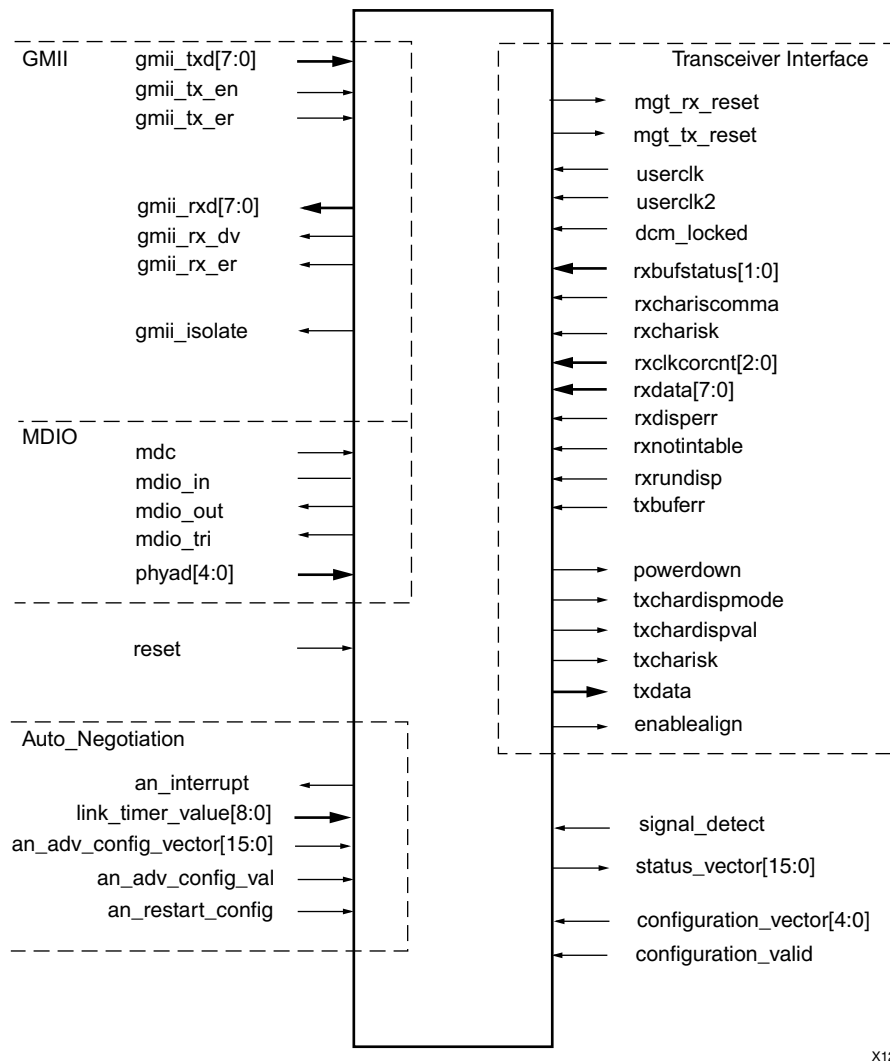 GMII
gmii_txd[7:0]
gmii_tx_en
gmii_tx_er
gmii_rxd[7:0]
gmii_rx_dv
gmii_rx_er
gmii_isolate
MDIO
mdc
mdio_in
mdio_out
mdio_tri
phyad[4:0]
reset
Auto_Negotiation
an_interrupt
link_timer_value[8:0]
an_adv_config_vector[15:0]
an_adv_config_val
an_restart_config
Transceiver Interface
mgt_rx_reset
mgt_tx_reset
userclk
userclk2
dcm_locked
rxbufstatus[1:0]
rxchariscomma
rxcharisk
rxclkcorcnt[2:0]
rxdata[7:0]
rxdisperr
rxnotintable
rxrundisp
txbuferr
powerdown
txchardispmode
txchardispval
txcharisk
txdata
enablealign
signal_detect
status_vector[15:0]
configuration_vector[4:0]
configuration_valid